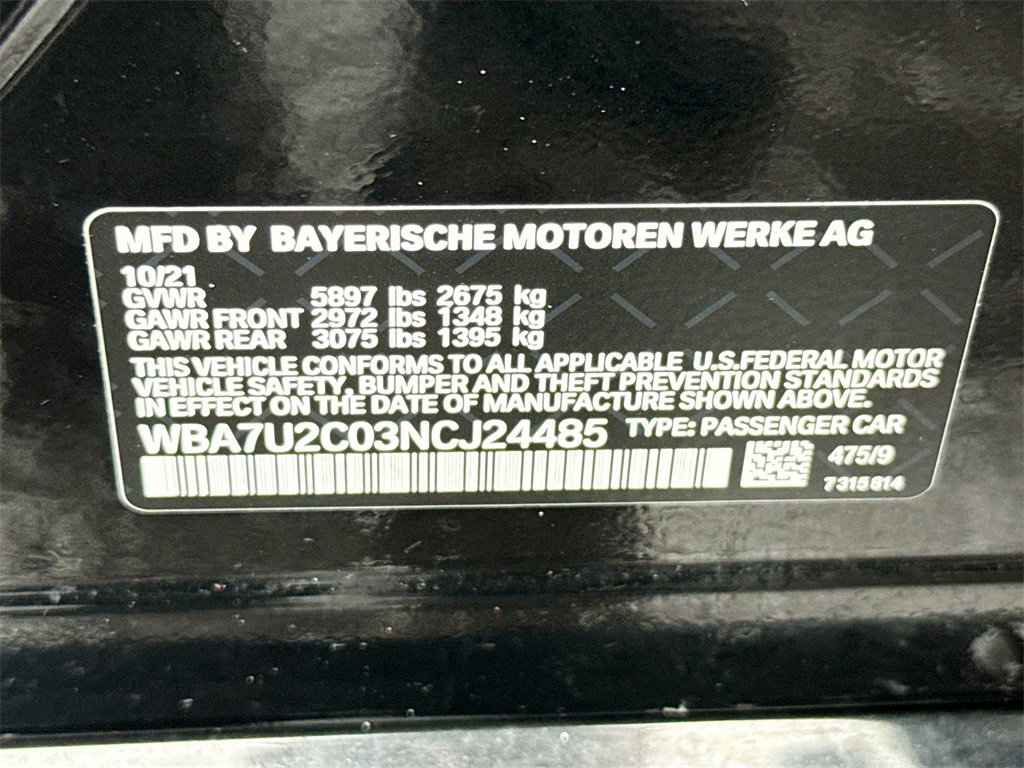 MFD BY BAYERISCHE MOTOREN WERKE AG
10/21
GVWR 5897 lbs 2675 kg
GAWR FRONT 2972 lbs 1348 kg
GAWR REAR 3075 lbs 1395 kg
THIS VEHICLE CONFORMS TO ALL APPLICABLE U.S.FEDERAL MOTOR
VEHICLE SAFETY, BUMPER AND THEFT PREVENTION STANDARDS
IN EFFECT ON THE DATE OF MANUFACTURE SHOWN ABOVE.
WBA7U2C03NCJ24485 TYPE: PASSENGER CAR
475/9
7315814